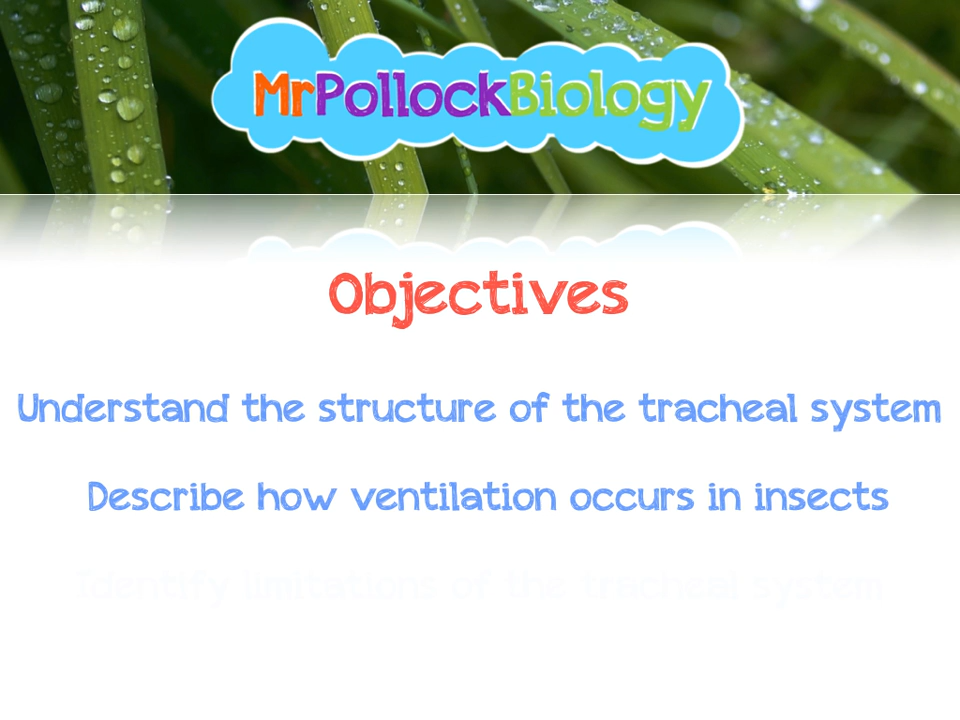 MrPollockBiology
Objectives
Understand the structure of the tracheal system
Describe how ventilation occurs in insects
Identify limitations of the tracheal system